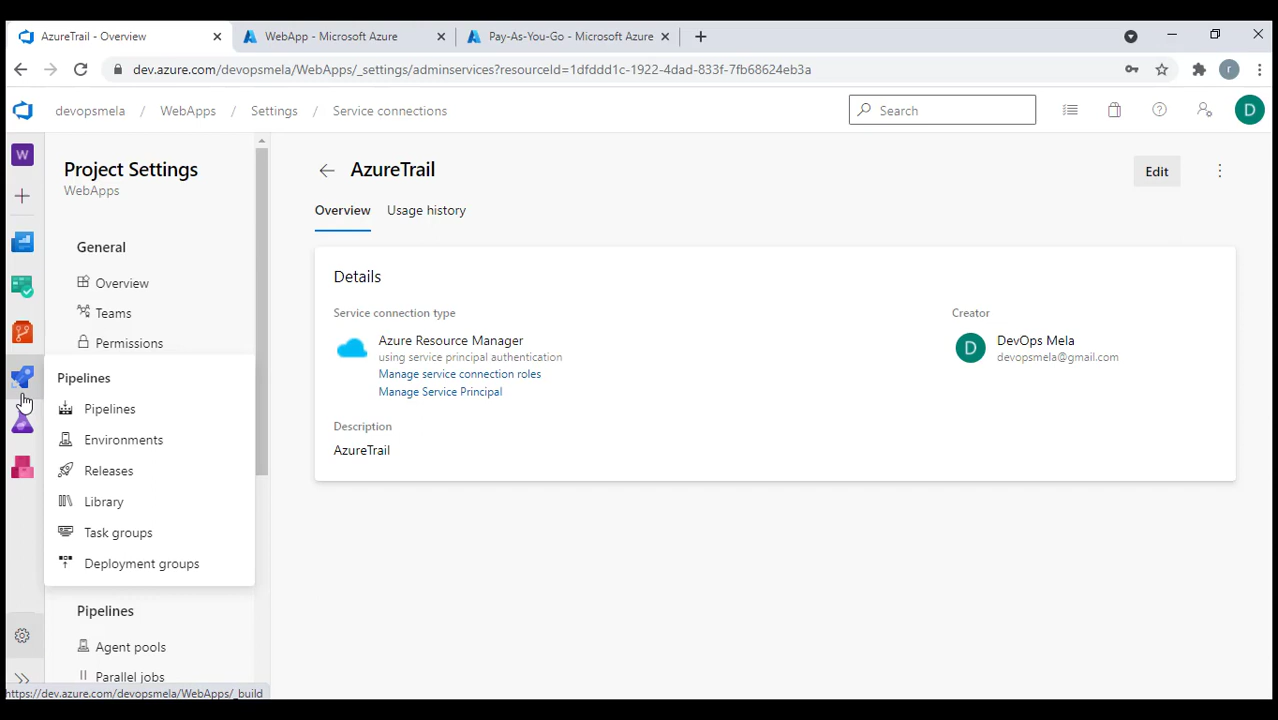 AzureTrail - Overview
WebApp - Microsoft Azure
Pay-As-You-Go - Microsoft Azure
dev.azure.com/devopsmela/WebApps/_settings/adminservices?resourceId=1dfddd1c-1922-4dad-833f-7fb68624eb3a
r
devopsmela / WebApps / Settings / Service connections
Search
D
W
Project Settings
WebApps
General
Overview
Teams
Permissions
Pipelines
Pipelines
Environments
Releases
Library
Task groups
Deployment groups
Pipelines
Agent pools
Parallel jobs
https://dev.azure.com/devopsmela/WebApps/_build
AzureTrail
Edit
Overview
Usage history
Details
Service connection type
Azure Resource Manager
using service principal authentication
Manage service connection roles
Manage Service Principal
Creator
D
DevOps Mela
devopsmela@gmail.com
Description
AzureTrail